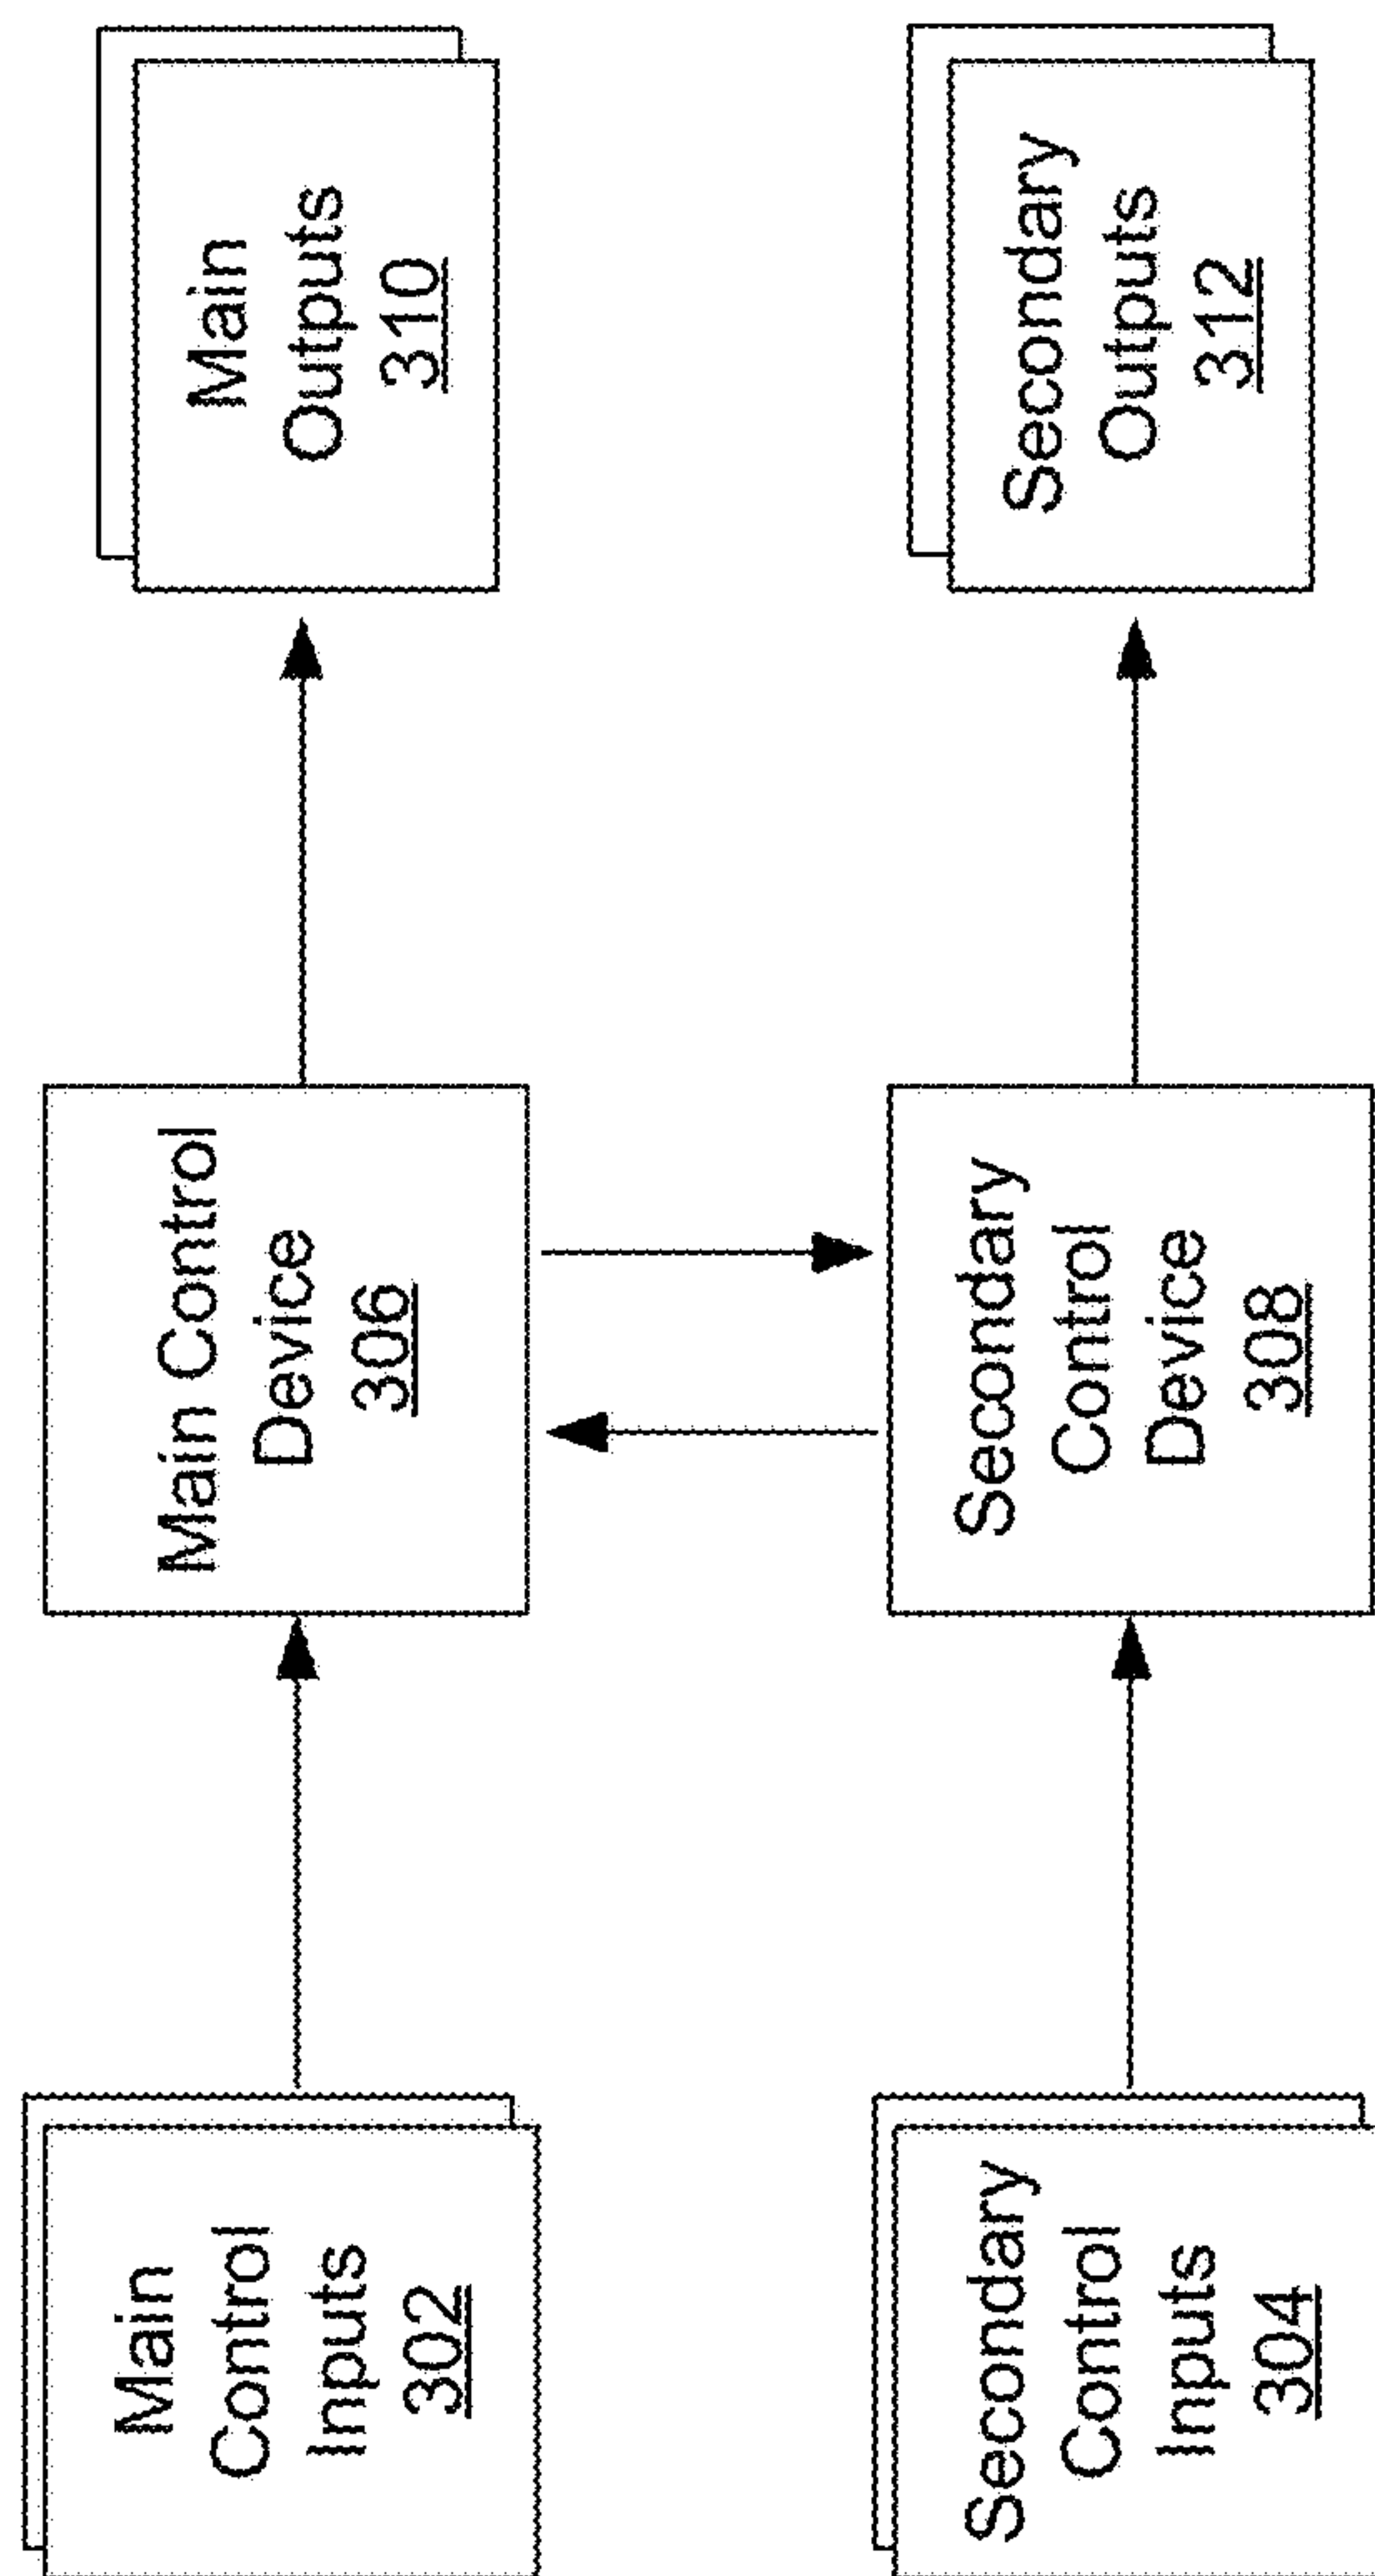 Main
Control
Inputs
302
Main Control
Device
306
Main
Outputs
310
Secondary
Control
Inputs
304
Secondary
Control
Device
308
Secondary
Outputs
312